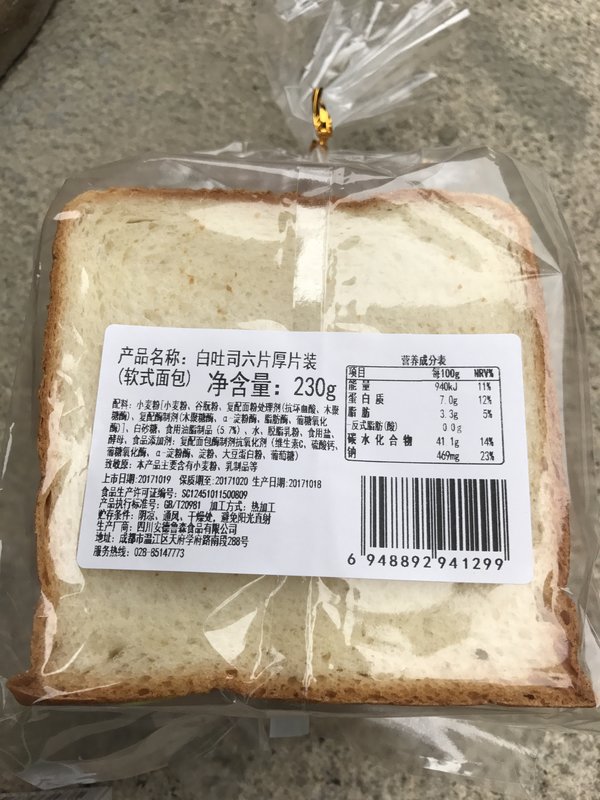 产品名称：白吐司六片厚片装
(软式面包) 净含量：230g
配料：小麦粉[小麦粉、谷朊粉、复配面粉处理剂(抗坏血酸、木聚
糖酶)、复配酶制剂(木聚糖酶、α-淀粉酶、脂肪酶、葡糖氧化
酶)]、白砂糖、食用油脂制品(5.7%)、水、脱脂乳粉、食用盐、
酵母、食品添加剂：复配面包酶制剂抗氧化剂(维生素C、硫酸钙、
葡糖氧化酶、α-淀粉酶、淀粉、大豆蛋白粉、葡萄糖)
致敏原：本产品主要含有小麦粉、乳制品等
上市日期:20171019 保质期至:20171020 生产日期:20171018
食品生产许可证编号：SC12451011500809
产品执行标准号：GB/T20981 加工方式：热加工
贮存条件：阴凉、通风、干燥处，避免阳光直射
生产厂商：四川安德鲁森食品有限公司
地址：成都市温江区天府学府路南段288号
服务热线：028-85147773
营养成分表
项目 每100g NRV%
能量 940kJ 11%
蛋白质 7.0g 12%
脂肪 3.3g 5%
-反式脂肪(酸) 0.0g
碳水化合物 41.1g 14%
钠 469mg 23%
6 948892 941299